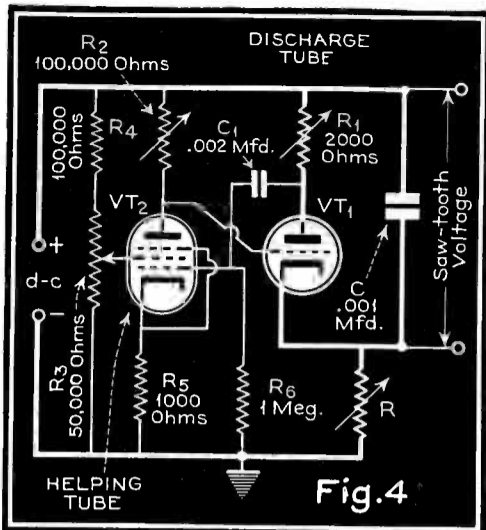 R2
100,000 Ohms
DISCHARGE
TUBE
100,000
Ohms
R4
C1
.002 Mfd.
R1
2000
Ohms
VT2
VT1
Saw-tooth
Voltage
+
d-c
−
C
.001
Mfd.
R3
50,000 Ohms
R5
1000
Ohms
R6
1 Meg.
R
HELPING
TUBE
Fig.4